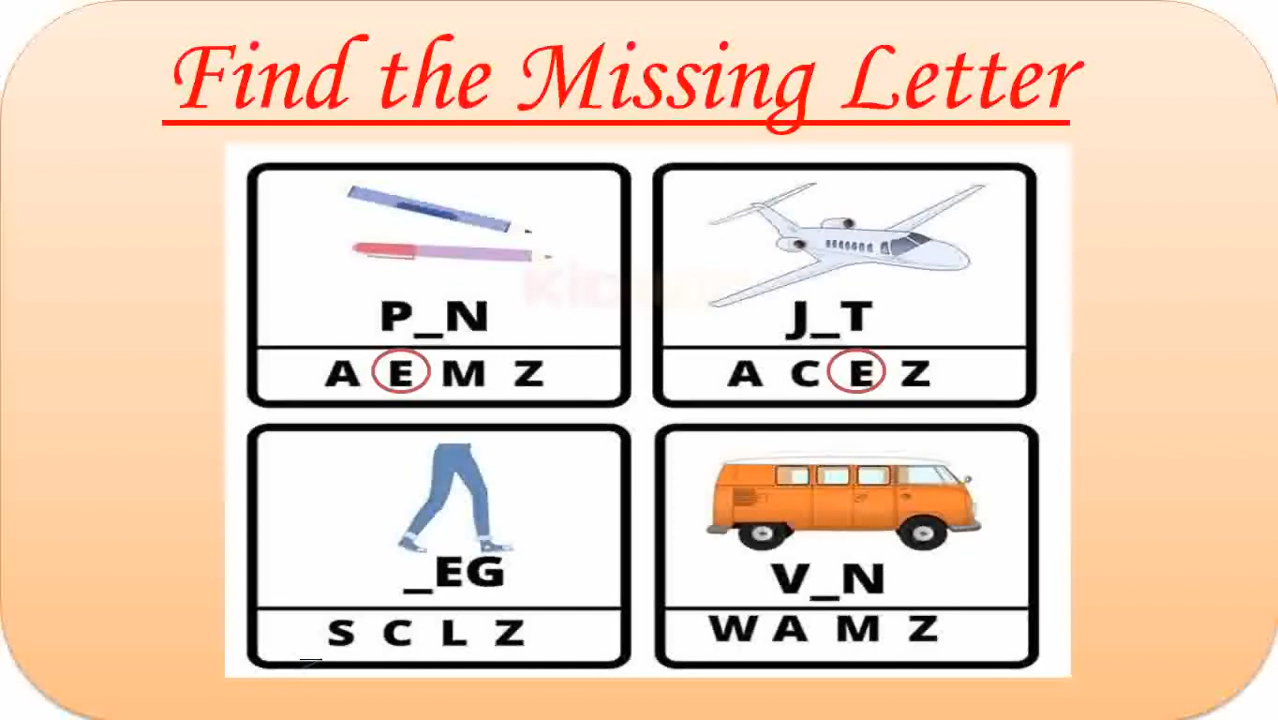 Find the Missing Letter
P_N
A E M Z
J_T
A C E Z
_EG
S C L Z
V_N
W A M Z